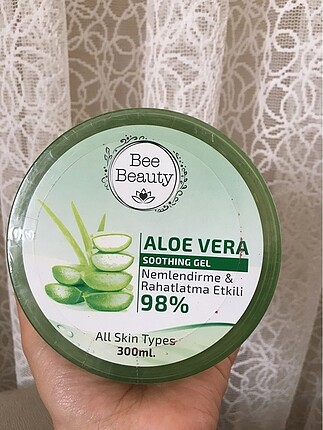 Bee
Beauty
ALOE VERA
SOOTHING GEL
Nemlendirme &
Rahatlatma Etkili
98%
All Skin Types
300ml.